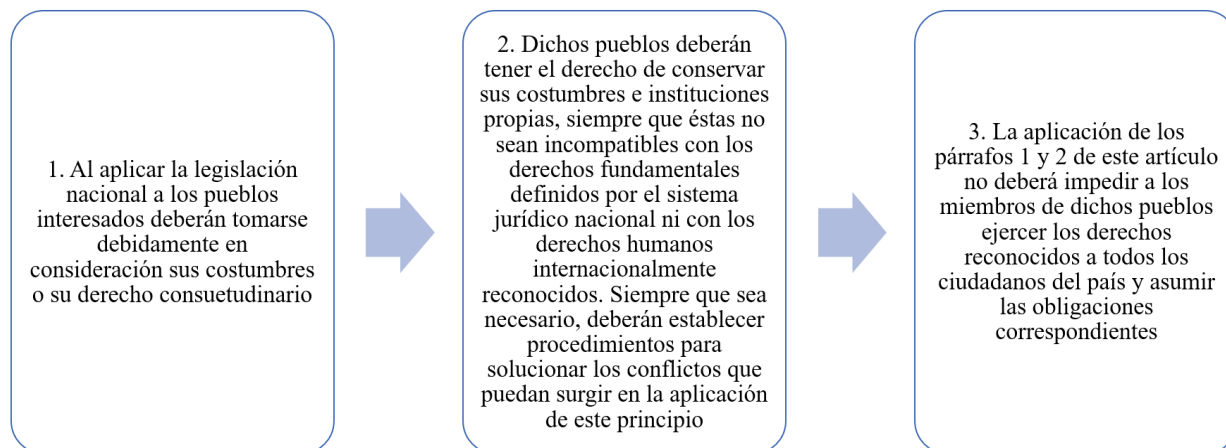 1. Al aplicar la legislación
nacional a los pueblos
interesados deberán tomarse
debidamente en
consideración sus costumbres
o su derecho consuetudinario
2. Dichos pueblos deberán
tener el derecho de conservar
sus costumbres e instituciones
propias, siempre que éstas no
sean incompatibles con los
derechos fundamentales
definidos por el sistema
jurídico nacional ni con los
derechos humanos
internacionalmente
reconocidos. Siempre que sea
necesario, deberán establecer
procedimientos para
solucionar los conflictos que
puedan surgir en la aplicación
de este principio
3. La aplicación de los
párrafos 1 y 2 de este artículo
no deberá impedir a los
miembros de dichos pueblos
ejercer los derechos
reconocidos a todos los
ciudadanos del país y asumir
las obligaciones
correspondientes